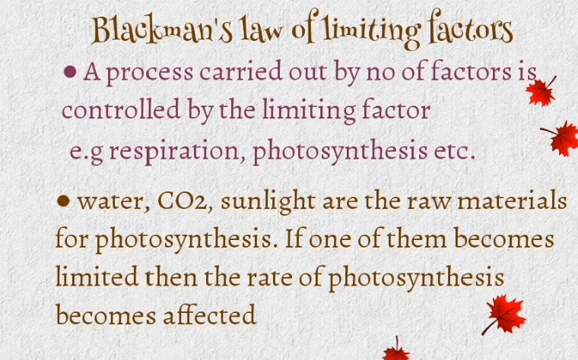 Blackman's law of limiting factors
● A process carried out by no of factors is
controlled by the limiting factor
e.g respiration, photosynthesis etc.
● water, CO2, sunlight are the raw materials
for photosynthesis. If one of them becomes
limited then the rate of photosynthesis
becomes affected